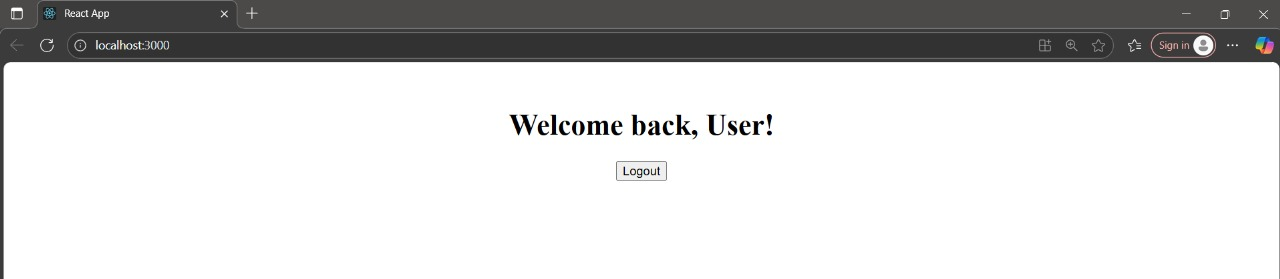 React App
localhost:3000
Sign in
Welcome back, User!
Logout